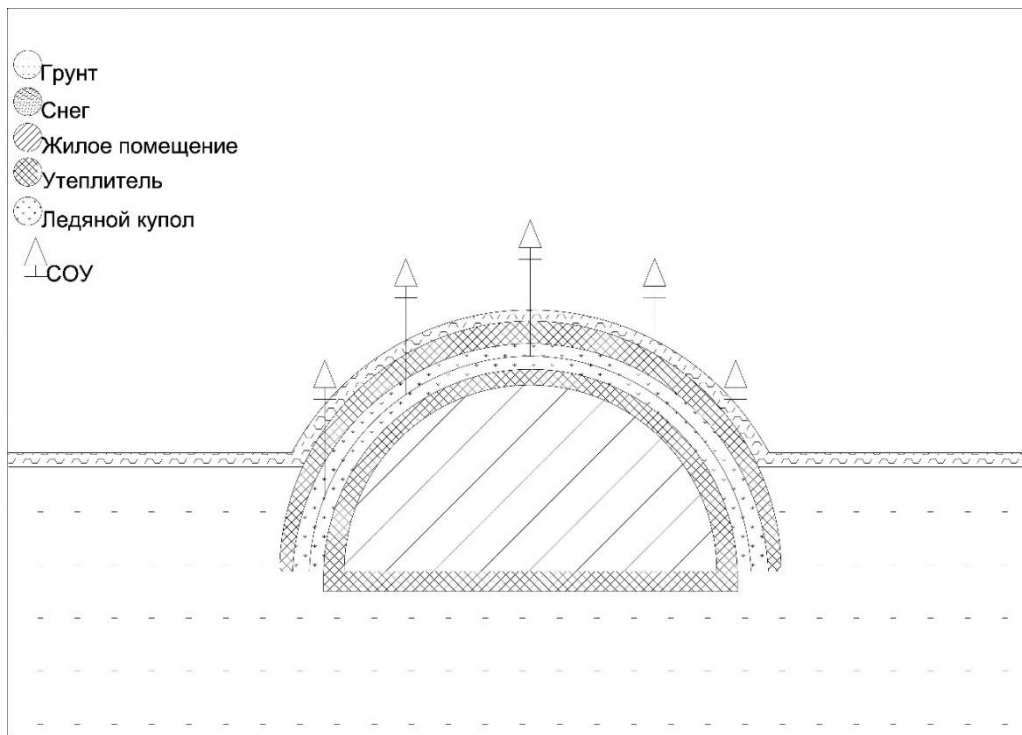 Грунт
Снег
Жилое помещение
Утеплитель
Ледяной купол
СОУ